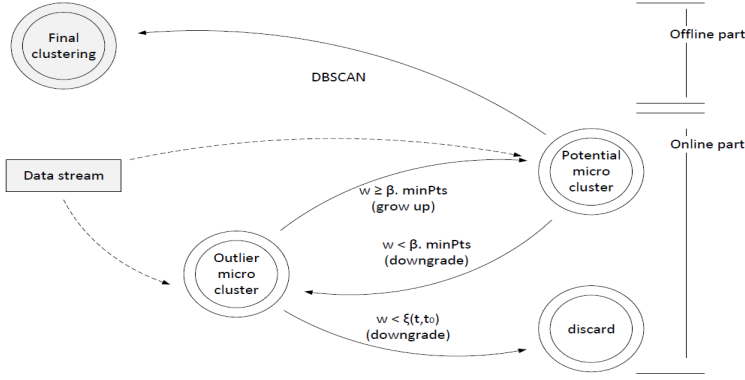 Final
clustering
Offline part
DBSCAN
Online part
Data stream
Potential
micro
cluster
w ≥ β. minPts
(grow up)
w < β. minPts
(downgrade)
Outlier
micro
cluster
w < ξ(t,t₀)
(downgrade)
discard